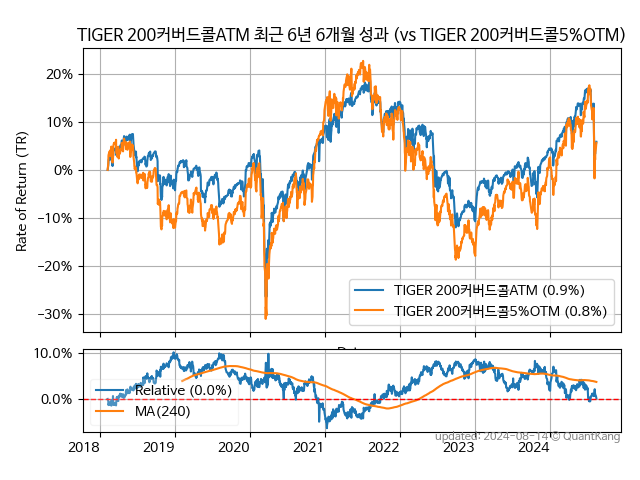 TIGER 200커버드콜ATM 최근 6년 6개월 성과 (vs TIGER 200커버드콜5%OTM)
Rate of Return (TR)
20%
10%
0%
−10%
−20%
−30%
TIGER 200커버드콜ATM (0.9%)
TIGER 200커버드콜5%OTM (0.8%)
10.0%
0.0%
Relative (0.0%)
MA(240)
2018 2019 2020 2021 2022 2023 2024
updated: 2024-08-14 © QuantKang